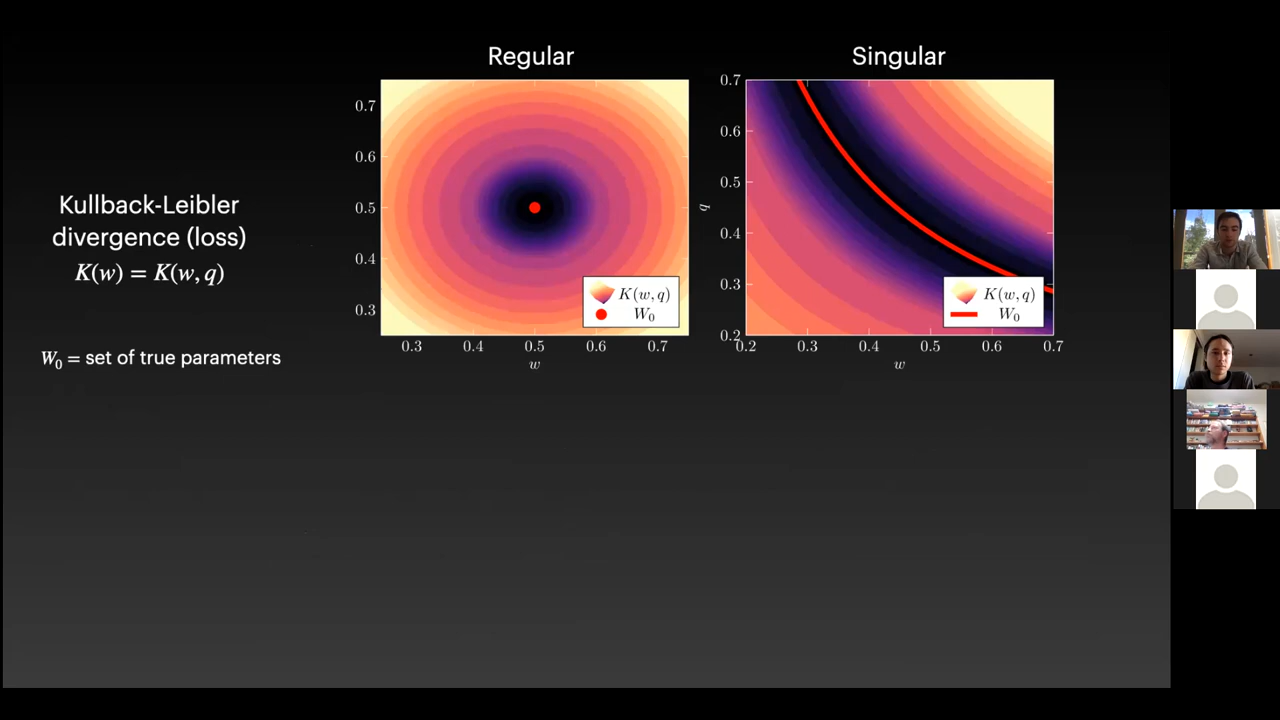 Regular
Singular
Kullback-Leibler
divergence (loss)
K(w) = K(w, q)
W₀ = set of true parameters
0.7
0.6
0.5
0.4
0.3
0.3
0.4
0.5
0.6
0.7
w
K(w, q)
W₀
0.7
0.6
0.5
0.4
0.3
0.2
q
0.2
0.3
0.4
0.5
0.6
0.7
w
K(w, q)
W₀